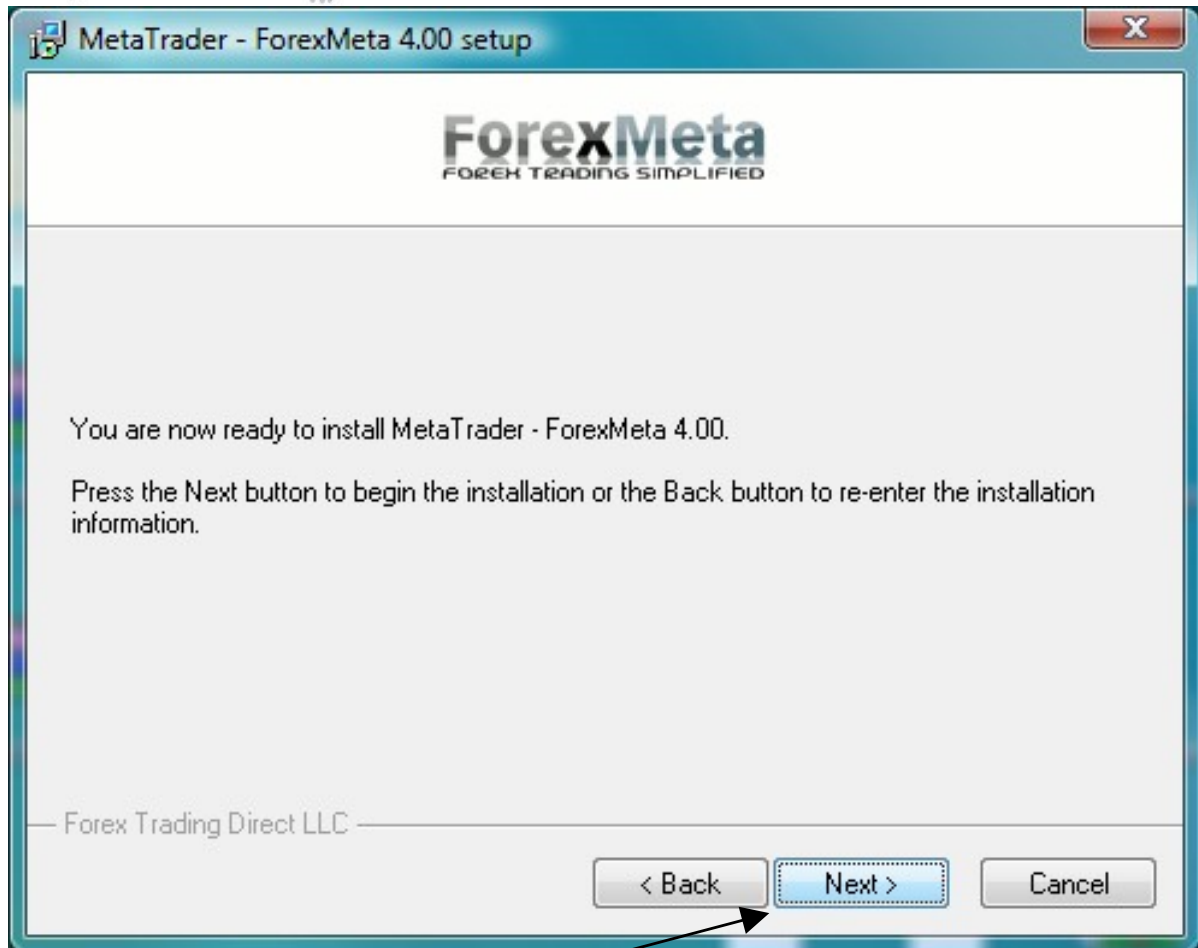 MetaTrader - ForexMeta 4.00 setup
ForexMeta
FOREX TRADING SIMPLIFIED
You are now ready to install MetaTrader - ForexMeta 4.00.
Press the Next button to begin the installation or the Back button to re-enter the installation
information.
Forex Trading Direct LLC
< Back Next > Cancel